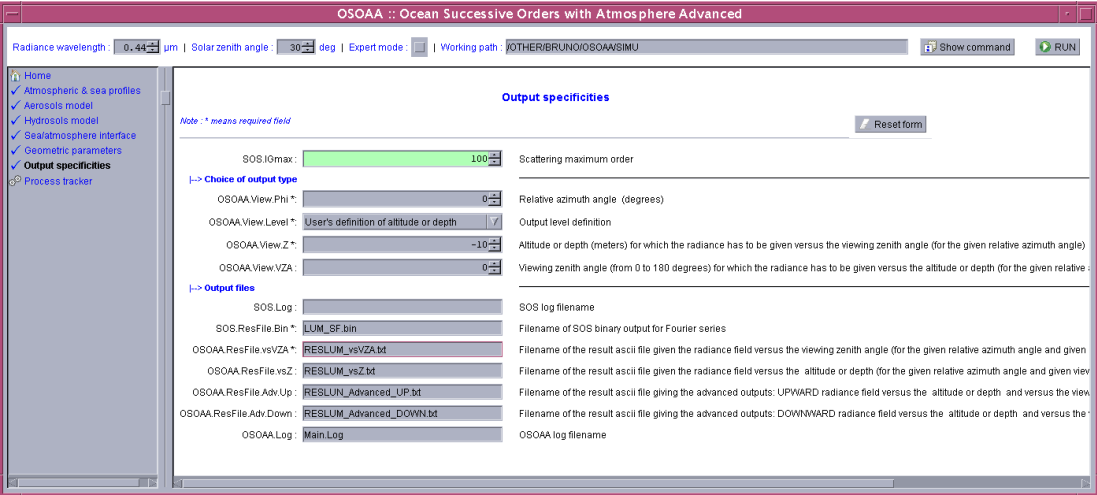 OSOAA :: Ocean Successive Orders with Atmosphere Advanced
Radiance wavelength : 0.44 µm | Solar zenith angle : 30 deg | Expert mode : | Working path : /OTHER/BRUNO/OSOAA/SIMU Show command RUN
Home
Atmospheric & sea profiles
Aerosols model
Hydrosols model
Sea/atmosphere interface
Geometric parameters
Output specificities
Process tracker
Output specificities
Note : * means required field
Reset form
SOS.IGmax : 100 Scattering maximum order
|--> Choice of output type
OSOAA.View.Phi *: 0 Relative azimuth angle (degrees)
OSOAA.View.Level *: User's definition of altitude or depth Output level definition
OSOAA.View.Z *: -10 Altitude or depth (meters) for which the radiance has to be given versus the viewing zenith angle (for the given relative azimuth angle)
OSOAA.View.VZA : 0 Viewing zenith angle (from 0 to 180 degrees) for which the radiance has to be given versus the altitude or depth (for the given relative
|--> Output files
SOS.Log : SOS log filename
SOS.ResFile.Bin *: LUM_SF.bin Filename of SOS binary output for Fourier series
OSOAA.ResFile.vsVZA *: RESLUM_vsVZA.txt Filename of the result ascii file given the radiance field versus the viewing zenith angle (for the given relative azimuth angle and given
OSOAA.ResFile.vsZ : RESLUM_vsZ.txt Filename of the result ascii file given the radiance field versus the altitude or depth (for the given relative azimuth angle and given view
OSOAA.ResFile.Adv.Up : RESLUN_Advanced_UP.txt Filename of the result ascii file giving the advanced outputs: UPWARD radiance field versus the altitude or depth and versus the view
OSOAA.ResFile.Adv.Down : RESLUM_Advanced_DOWN.txt Filename of the result ascii file giving the advanced outputs: DOWNWARD radiance field versus the altitude or depth and versus the
OSOAA.Log : Main.Log OSOAA log filename